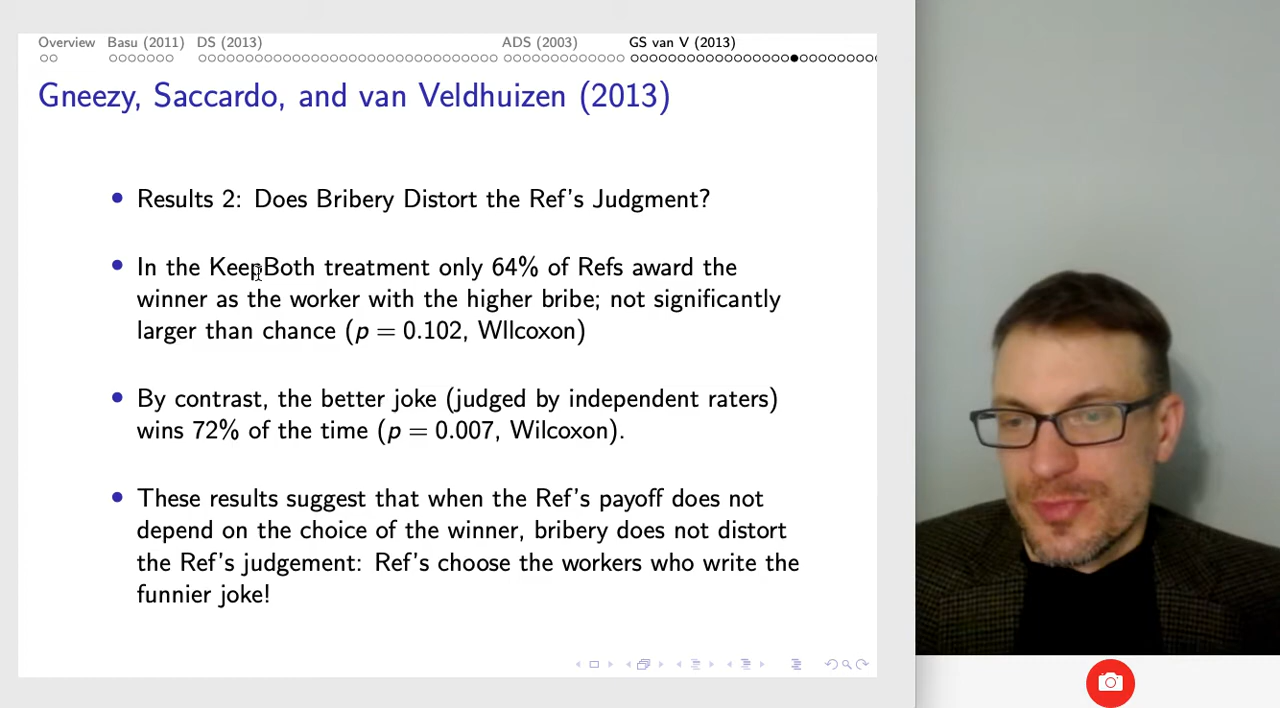 Overview Basu (2011) DS (2013) ADS (2003) GS van V (2013)
Gneezy, Saccardo, and van Veldhuizen (2013)
Results 2: Does Bribery Distort the Ref's Judgment?
In the KeepBoth treatment only 64% of Refs award the
winner as the worker with the higher bribe; not significantly
larger than chance (p = 0.102, WIlcoxon)
By contrast, the better joke (judged by independent raters)
wins 72% of the time (p = 0.007, Wilcoxon).
These results suggest that when the Ref's payoff does not
depend on the choice of the winner, bribery does not distort
the Ref's judgement: Ref's choose the workers who write the
funnier joke!